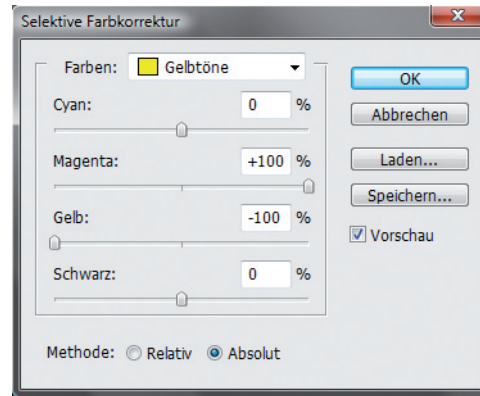 Selektive Farbkorrektur
Farben: Gelbtöne
Cyan: 0 %
Magenta: +100 %
Gelb: -100 %
Schwarz: 0 %
Methode: Relativ Absolut
OK
Abbrechen
Laden...
Speichern...
Vorschau